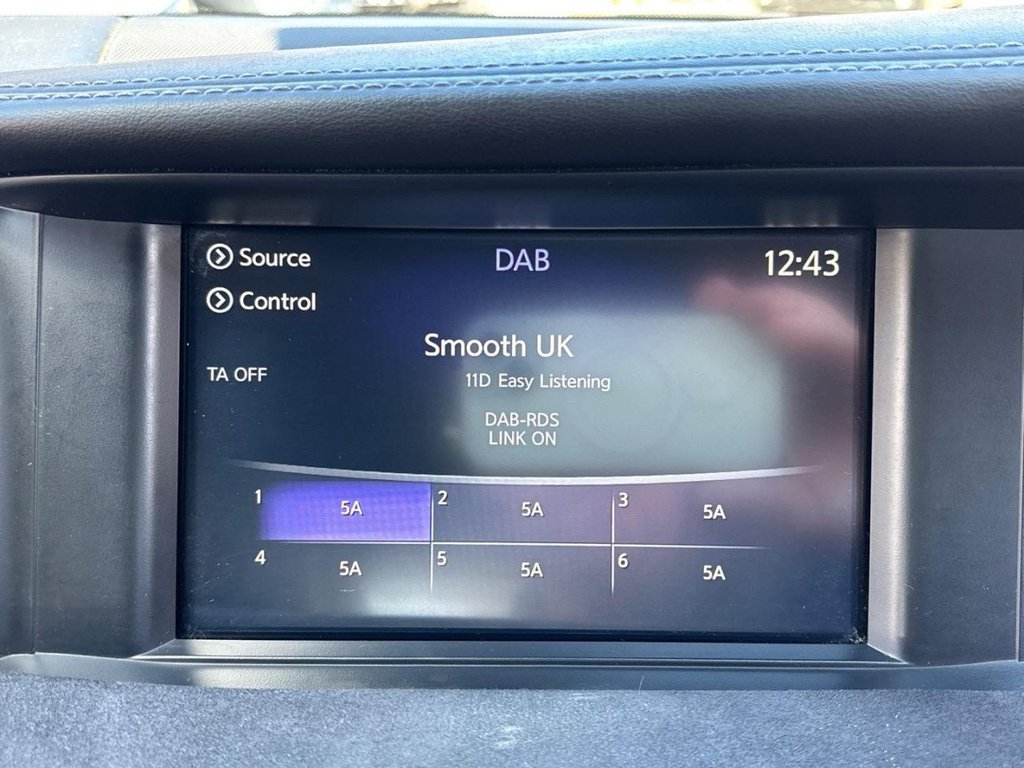 Source
DAB
12:43
Control
Smooth UK
TA OFF
11D Easy Listening
DAB-RDS
LINK ON
1 5A
2 5A
3 5A
4 5A
5 5A
6 5A